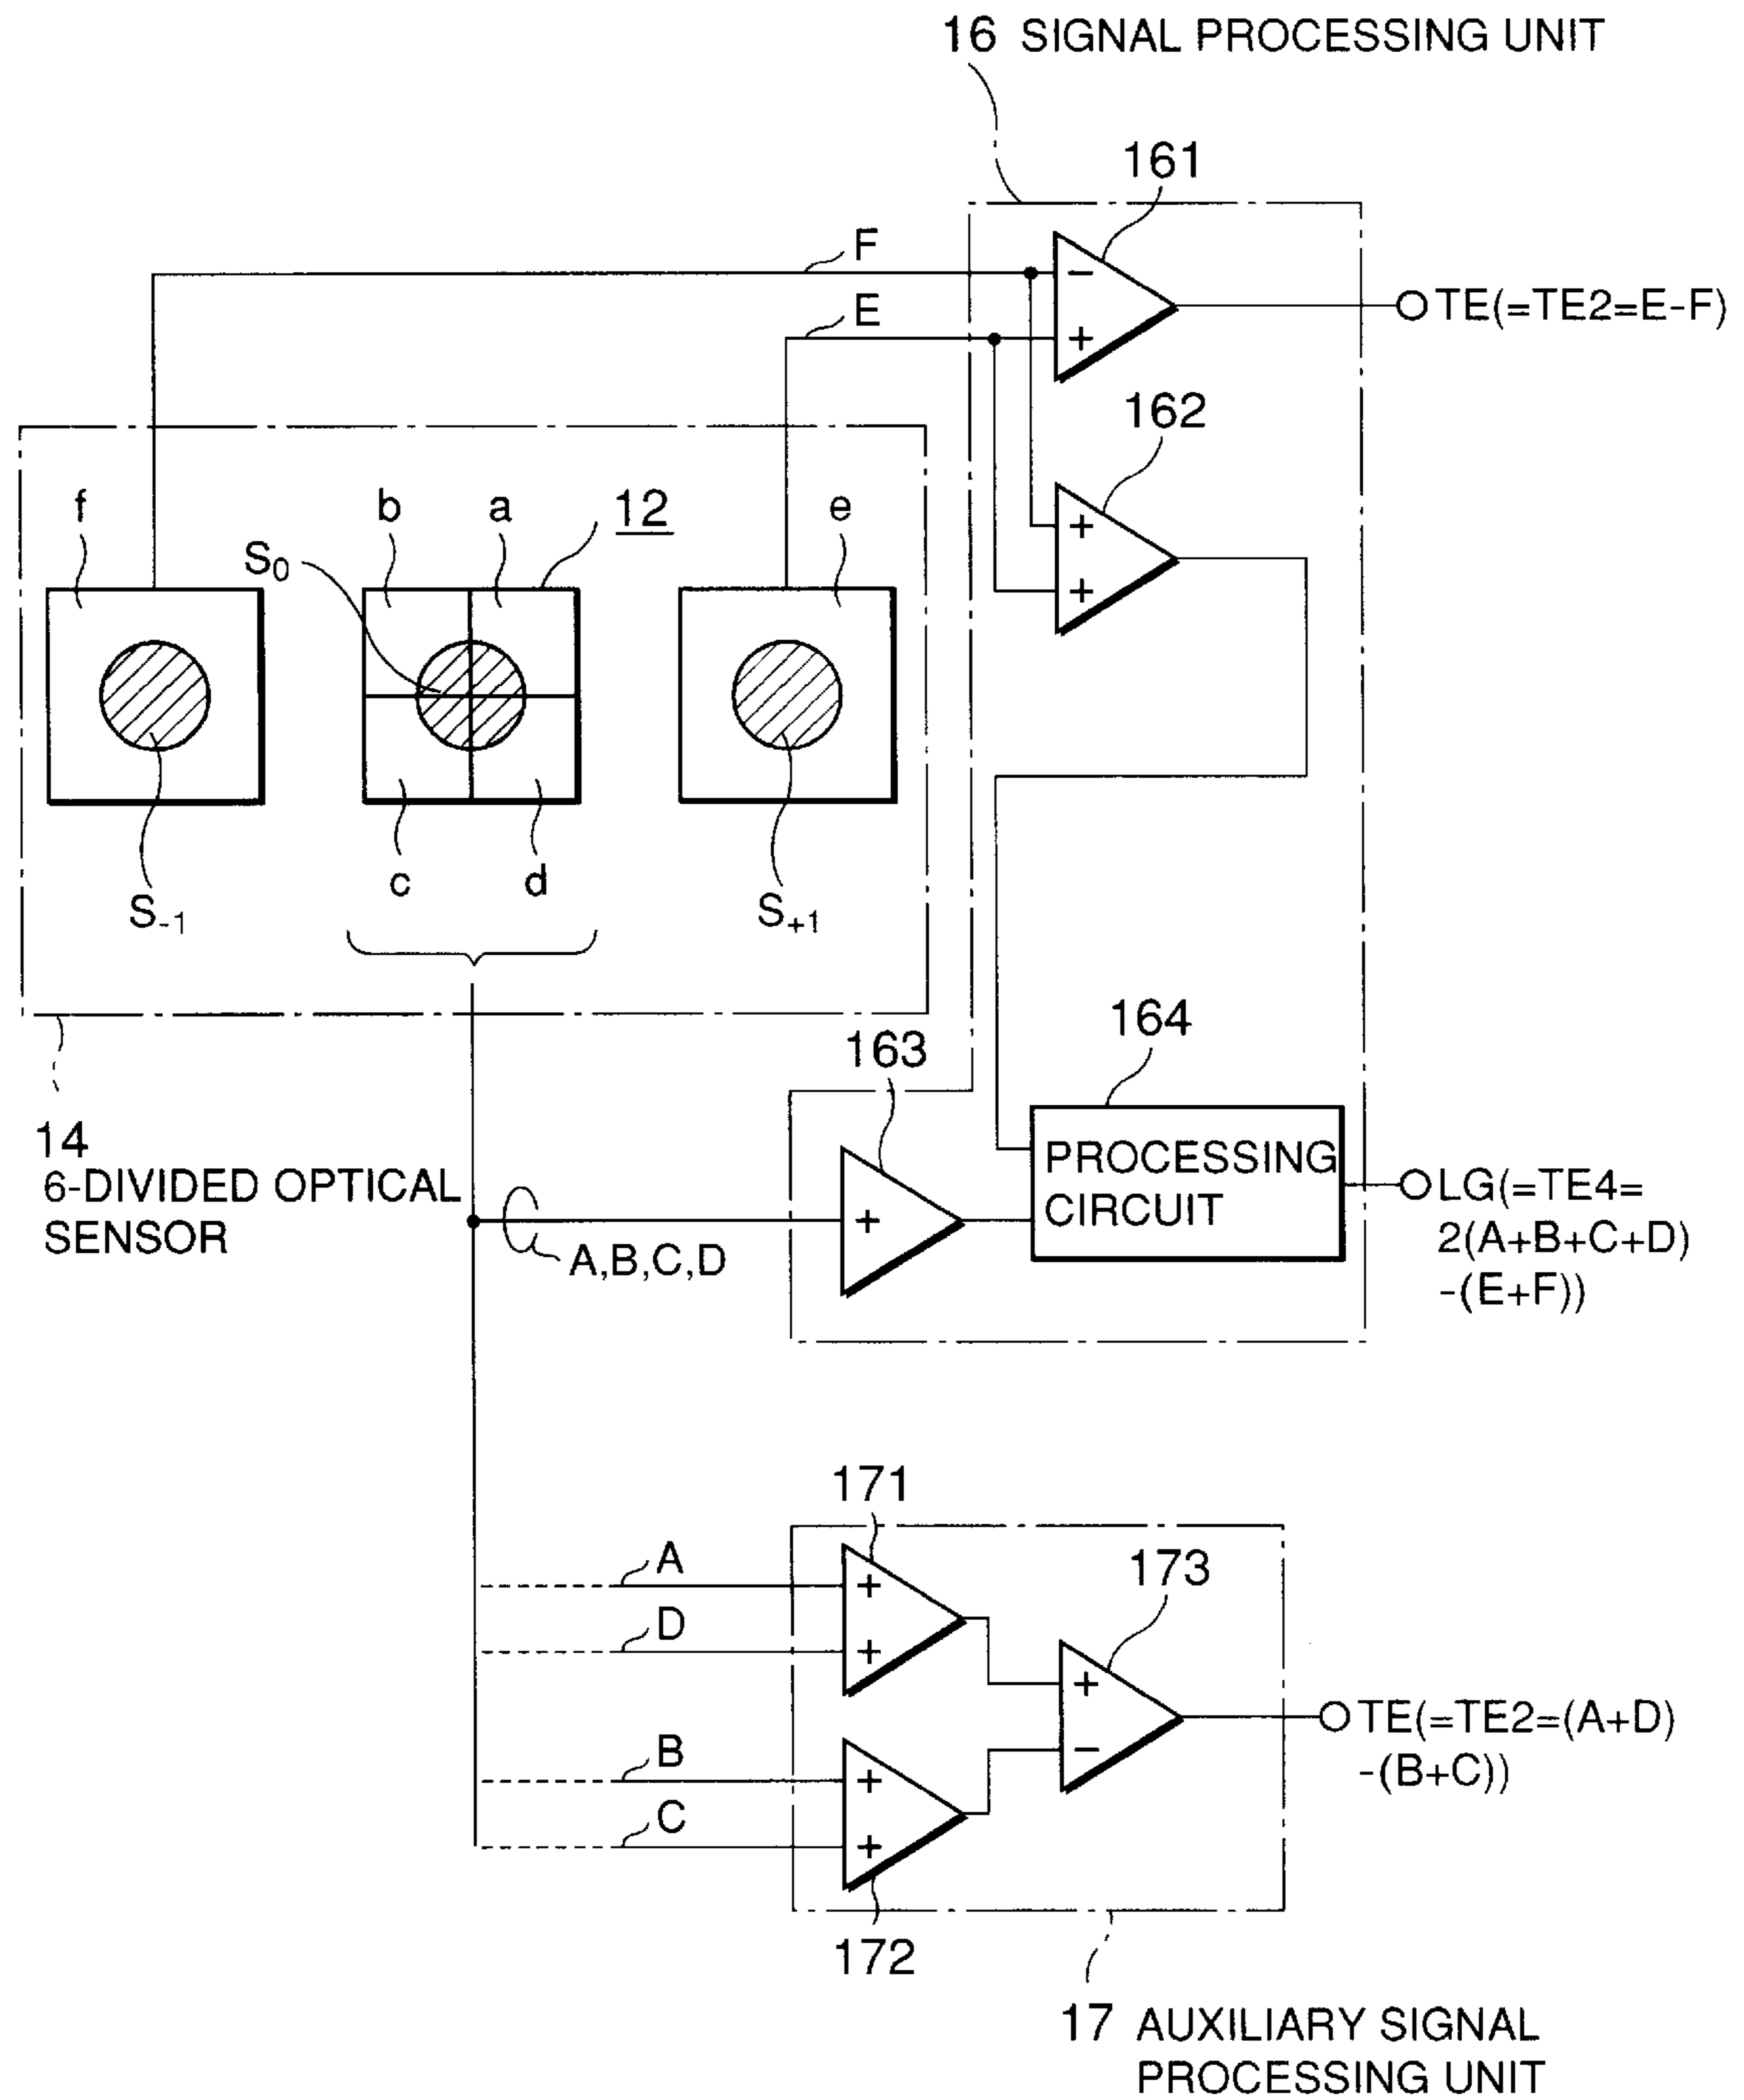 16 SIGNAL PROCESSING UNIT
161
F
−
TE(=TE2=E-F)
E
+
162
f
b
a
12
e
S0
+
+
c
d
S-1
S+1
164
163
14
6-DIVIDED OPTICAL
SENSOR
PROCESSING
CIRCUIT
LG(=TE4=
2(A+B+C+D)
-(E+F))
+
A,B,C,D
171
A
+
173
D
+
+
TE(=TE2=(A+D)
-(B+C))
B
+
−
C
+
172
17 AUXILIARY SIGNAL
PROCESSING UNIT